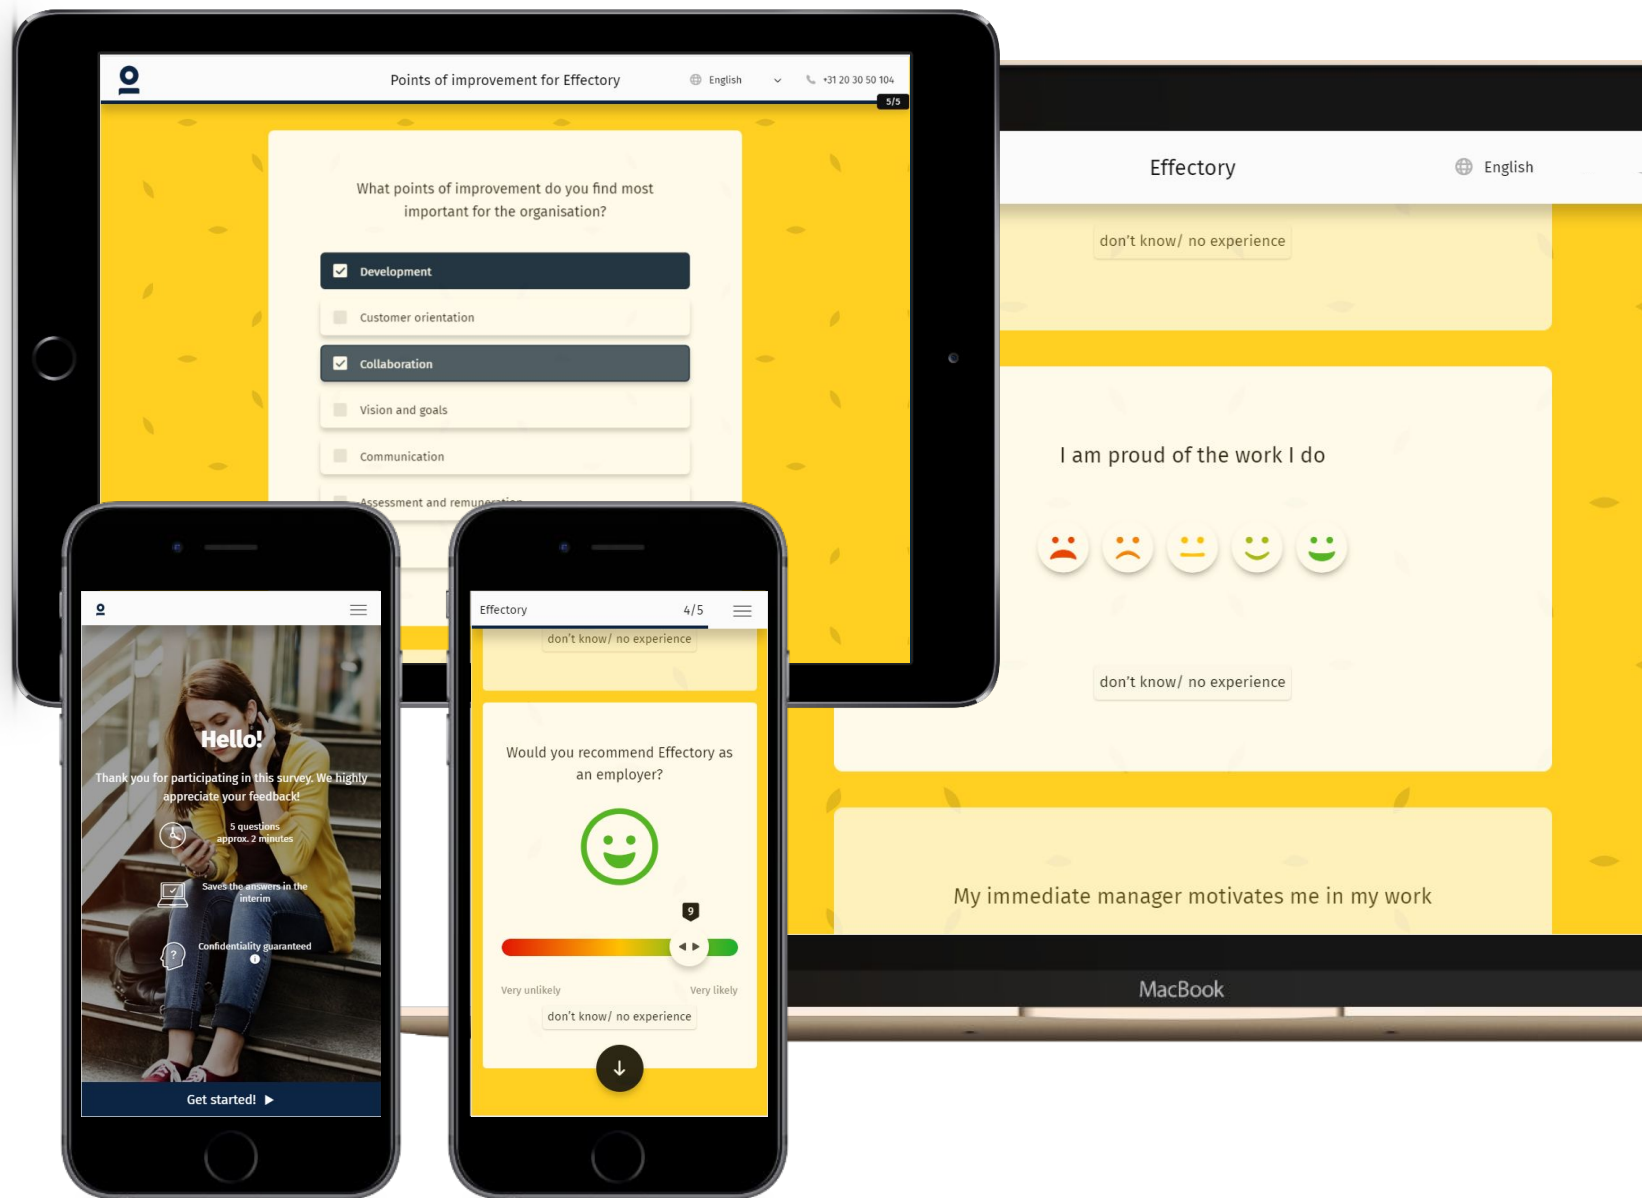 Points of improvement for Effectory
English
+31 20 30 50 104
5/5
What points of improvement do you find most
important for the organisation?
Development
Customer orientation
Collaboration
Vision and goals
Communication
Assessment and remuneration
Effectory
English
don't know/ no experience
I am proud of the work I do
don't know/ no experience
My immediate manager motivates me in my work
MacBook
Hello!
Thank you for participating in this survey. We highly
appreciate your feedback!
5 questions
approx. 2 minutes
Saves the answers in the
interim
?
Confidentiality guaranteed
i
Get started!
Effectory
4/5
don't know/ no experience
Would you recommend Effectory as
an employer?
9
Very unlikely
Very likely
don't know/ no experience